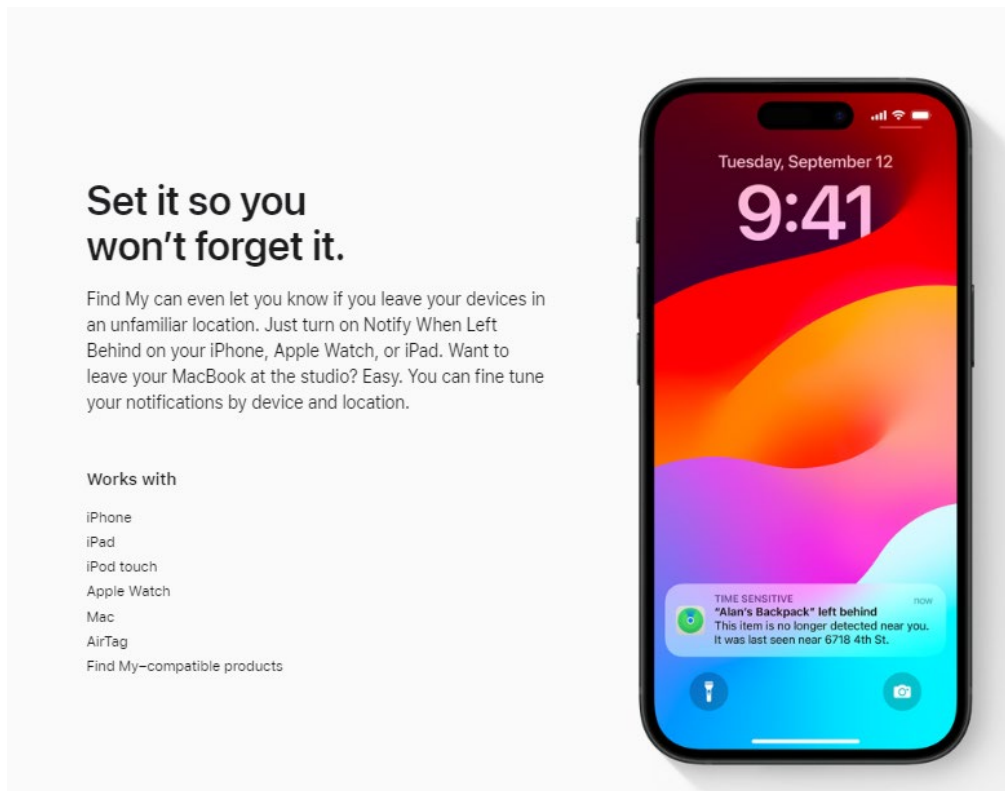 Set it so you
won’t forget it.
Find My can even let you know if you leave your devices in
an unfamiliar location. Just turn on Notify When Left
Behind on your iPhone, Apple Watch, or iPad. Want to
leave your MacBook at the studio? Easy. You can fine tune
your notifications by device and location.
Works with
iPhone
iPad
iPod touch
Apple Watch
Mac
AirTag
Find My–compatible products
Tuesday, September 12
9:41
TIME SENSITIVE now
“Alan’s Backpack” left behind
This item is no longer detected near you.
It was last seen near 6718 4th St.